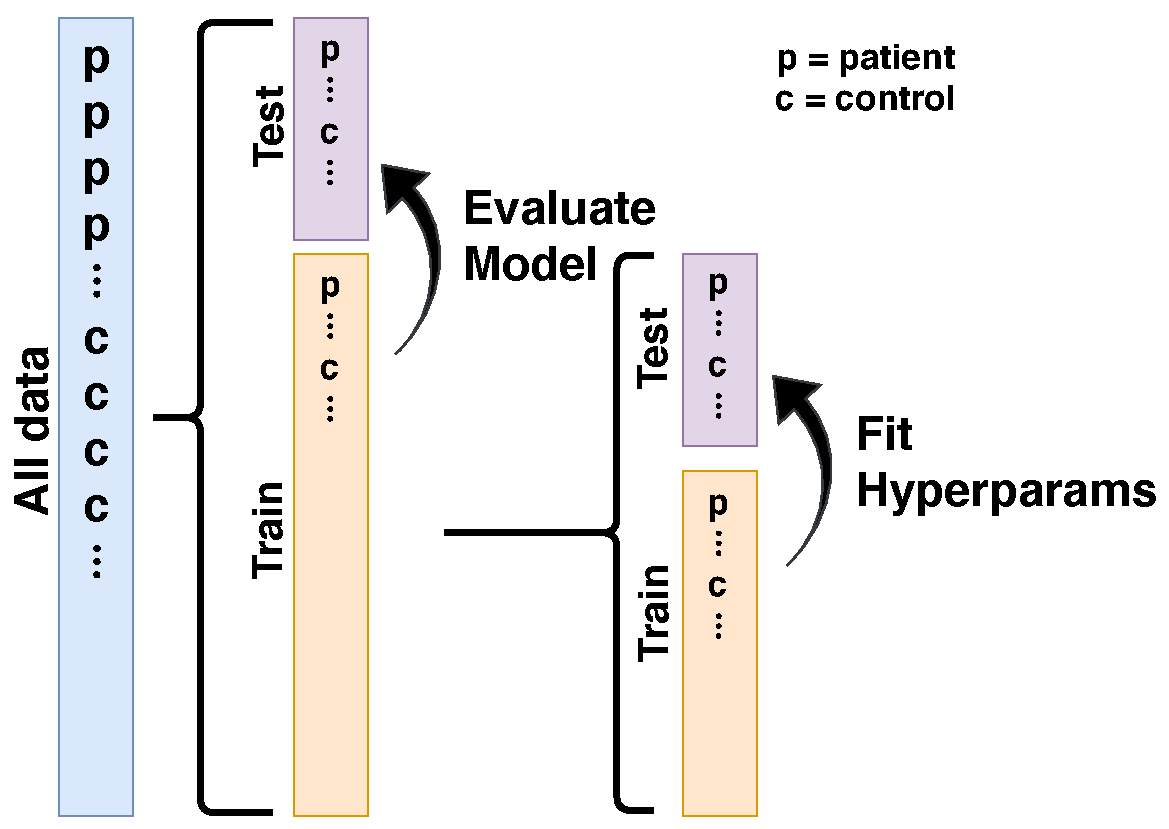 All data
p
p
p
p
...
c
c
c
c
...
Test
p
...
c
...
Train
p
...
c
...
Evaluate
Model
Test
p
...
c
...
Train
p
...
c
...
Fit
Hyperparams
p = patient
c = control